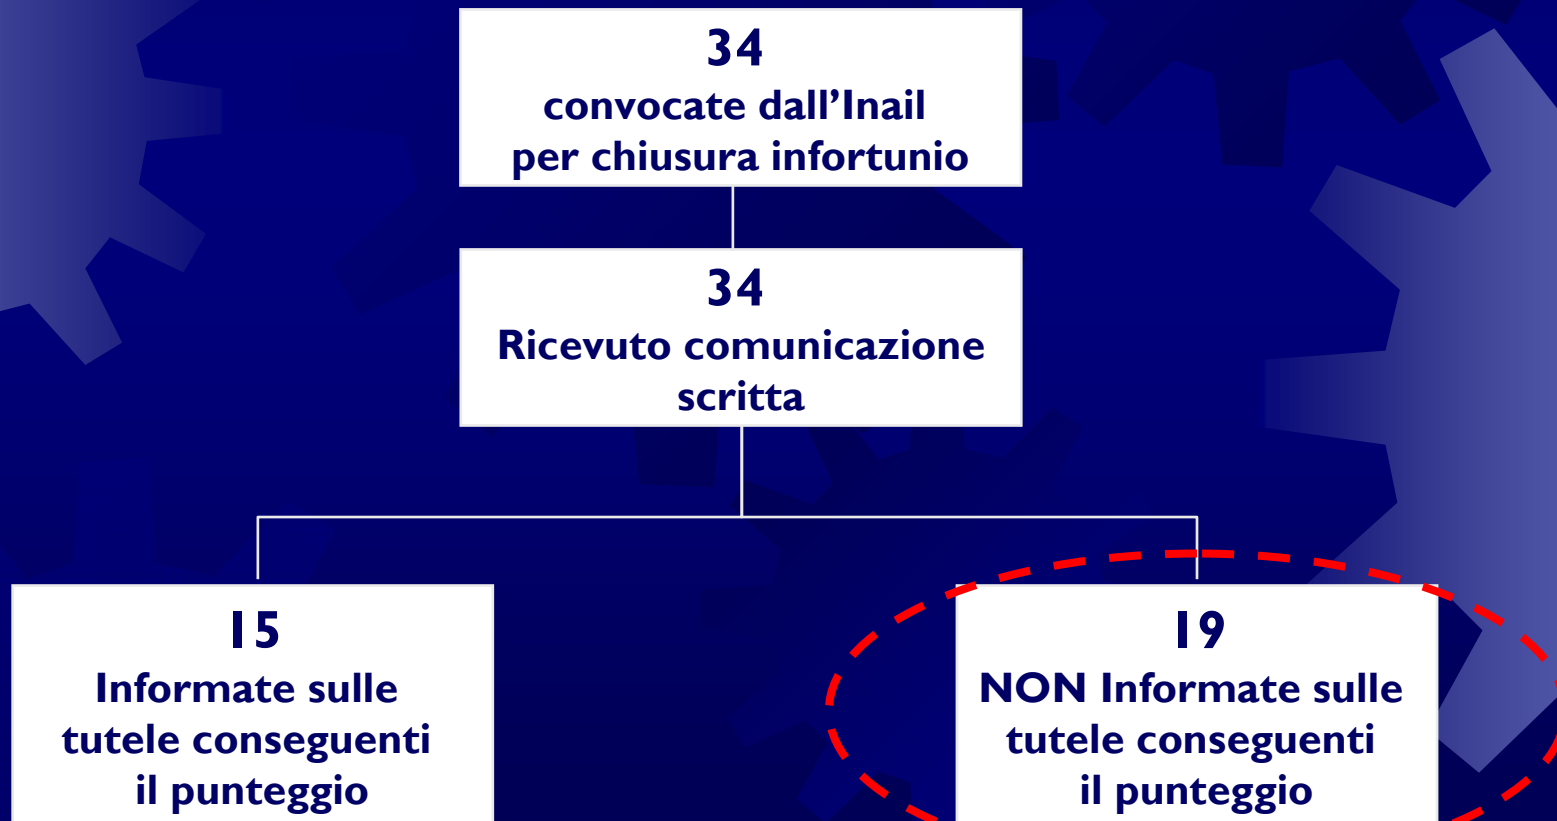 34
convocate dall’Inail
per chiusura infortunio
34
Ricevuto comunicazione
scritta
15
Informate sulle
tutele conseguenti
il punteggio
19
NON Informate sulle
tutele conseguenti
il punteggio